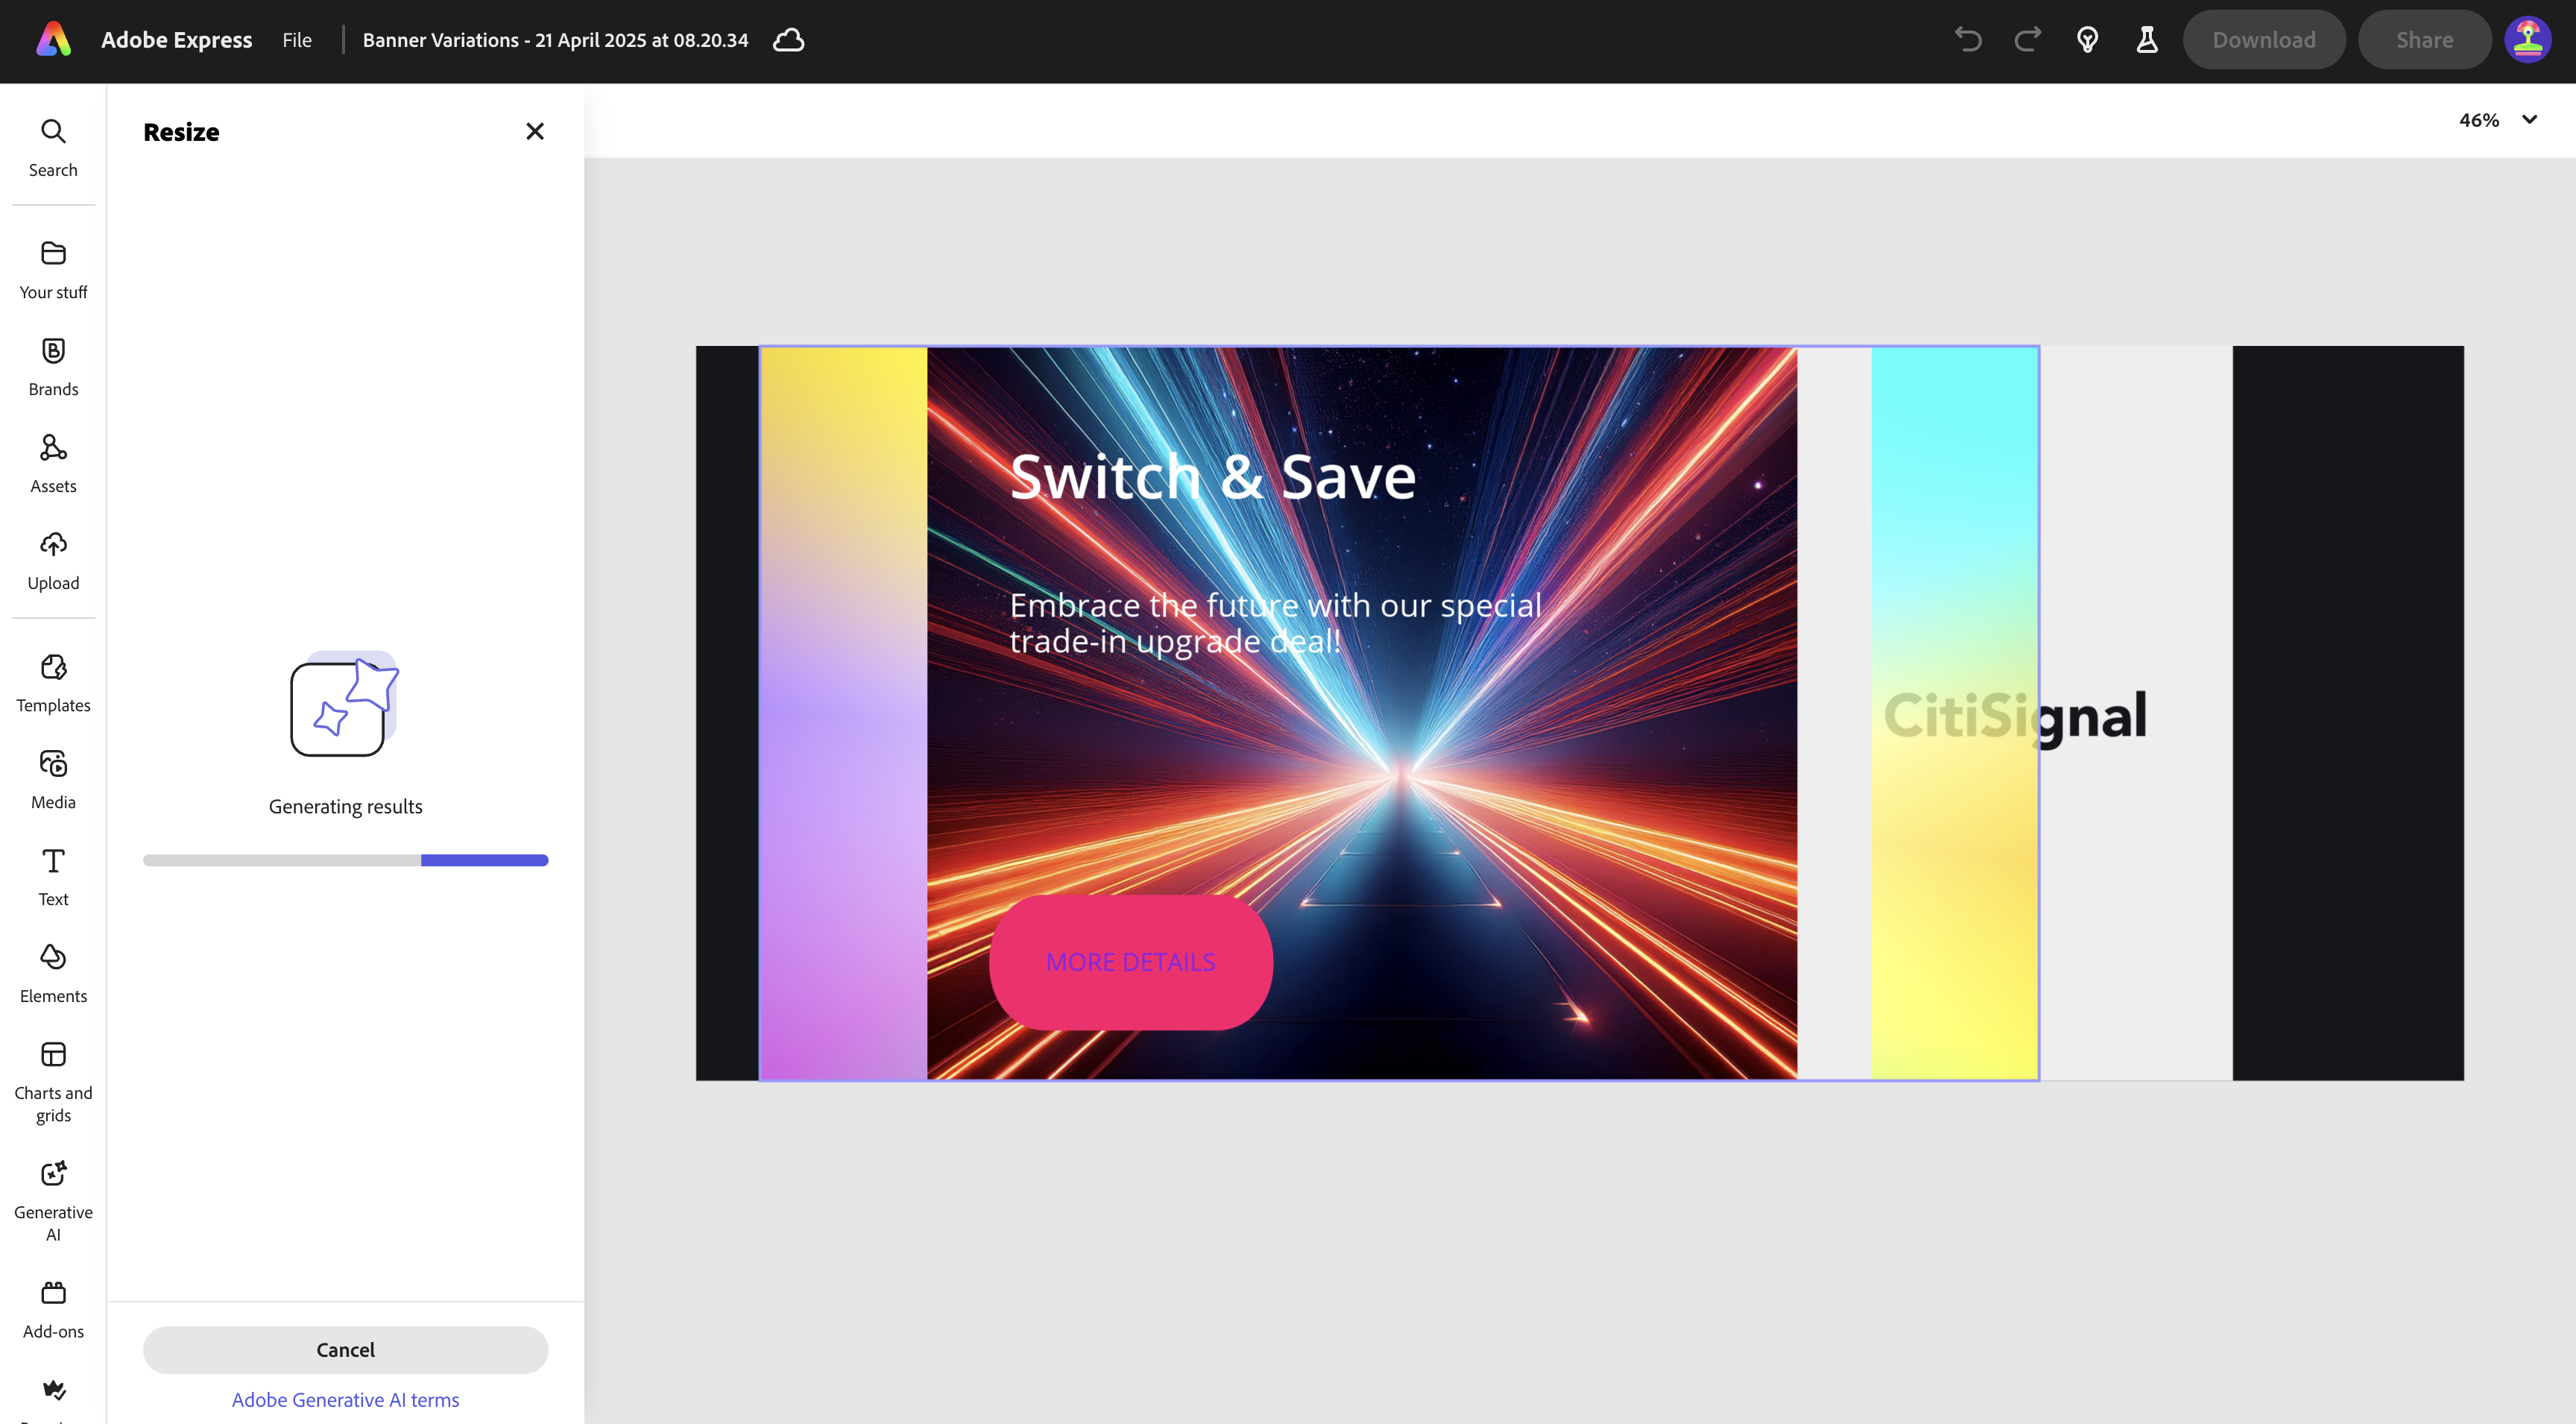 Adobe Express
File
Banner Variations - 21 April 2025 at 08.20.34
Download
Share
Resize
46%
Search
Your stuff
Brands
Assets
Upload
Templates
Media
Text
Elements
Charts and
grids
Generative
AI
Add-ons
Generating results
Cancel
Adobe Generative AI terms
Switch & Save
Embrace the future with our special
trade-in upgrade deal!
MORE DETAILS
CitiSignal